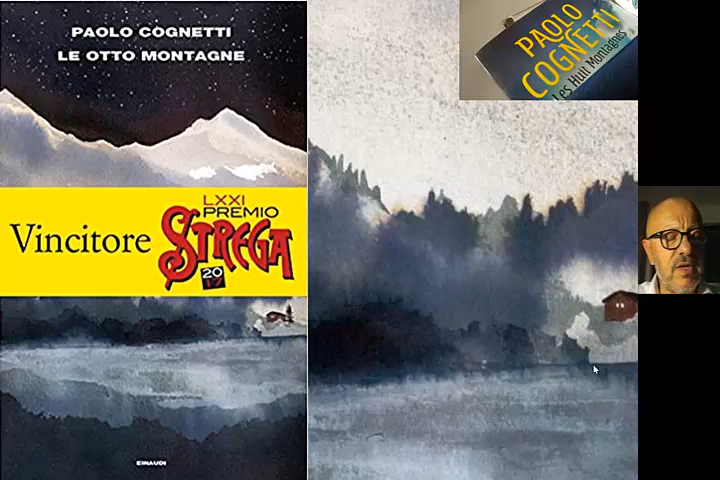 PAOLO COGNETTI
LE OTTO MONTAGNE
Vincitore
LXXI
PREMIO
STREGA
20
17
EINAUDI
PAOLO
COGNETTI
Les Huit Montagnes